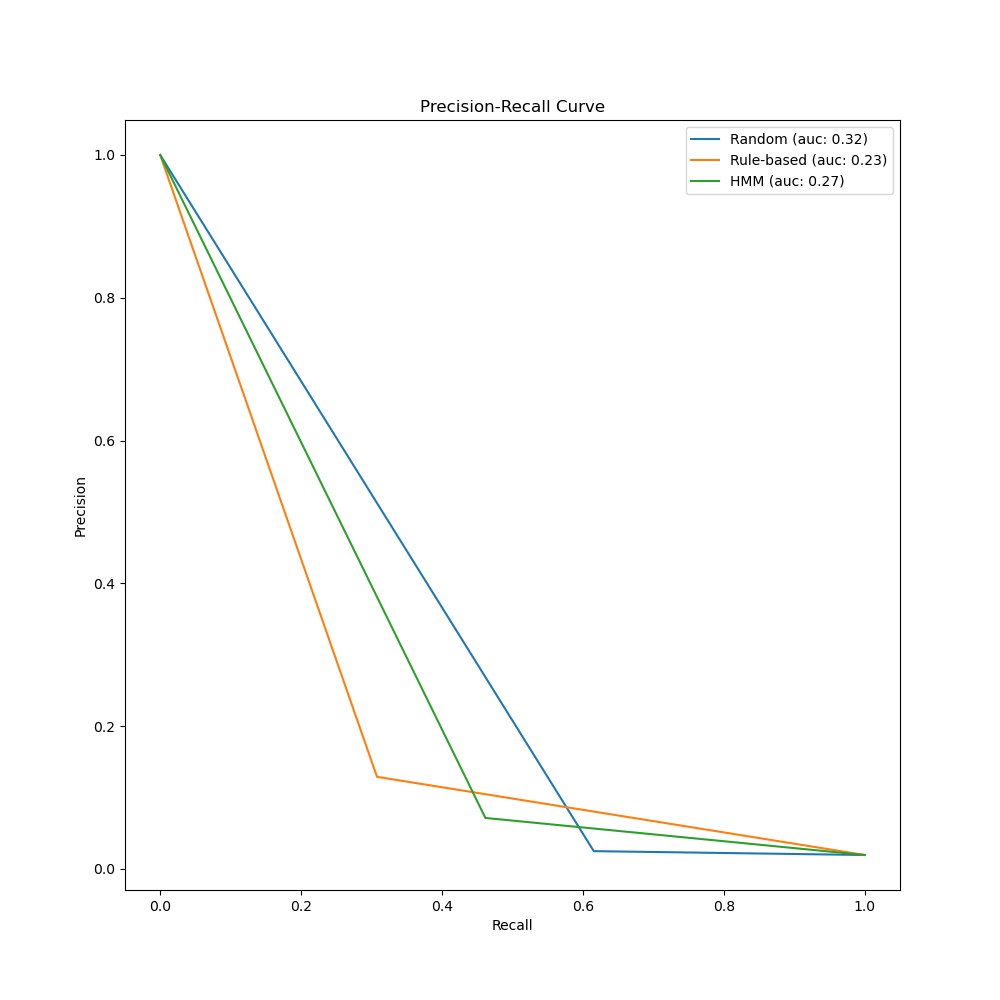 Precision-Recall Curve
Random (auc: 0.32)
Rule-based (auc: 0.23)
HMM (auc: 0.27)
1.0
0.8
0.6
0.4
0.2
0.0
Precision
0.0 0.2 0.4 0.6 0.8 1.0
Recall